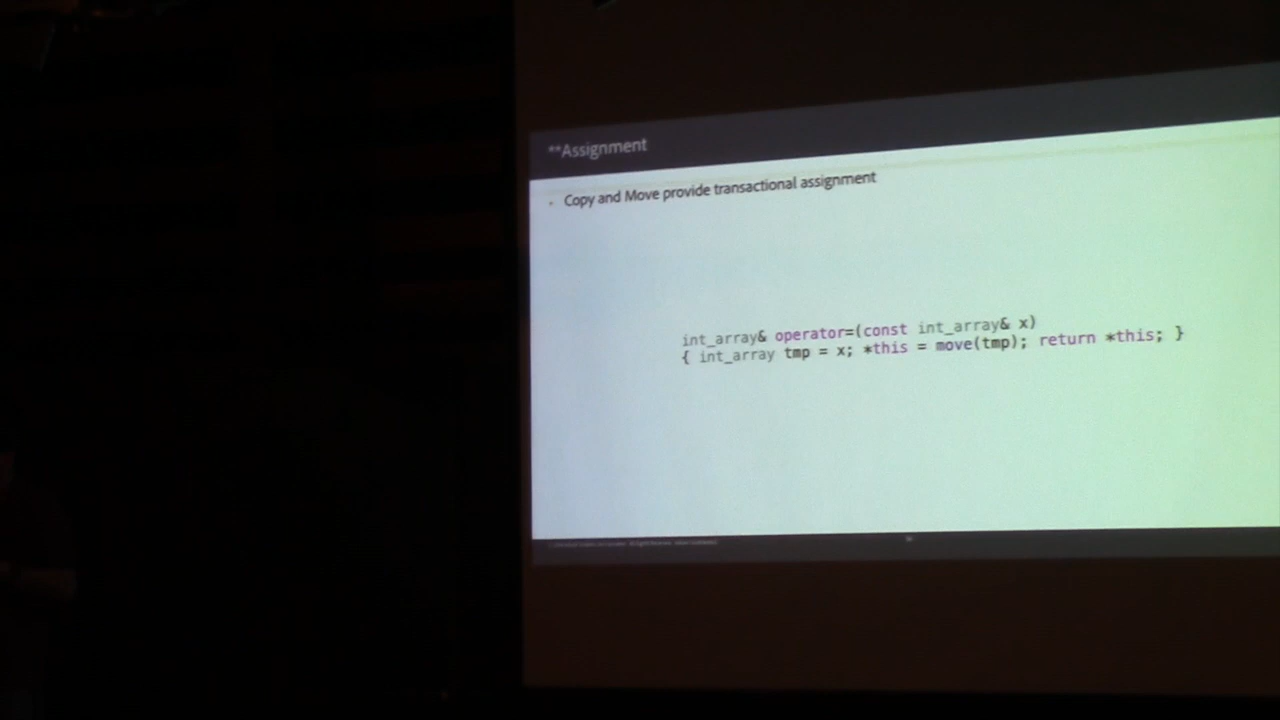 **Assignment
• Copy and Move provide transactional assignment
int_array& operator=(const int_array& x)
{ int_array tmp = x; *this = move(tmp); return *this; }